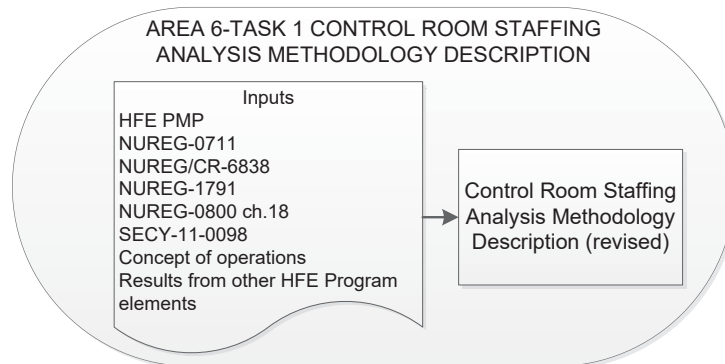 AREA 6-TASK 1 CONTROL ROOM STAFFING
ANALYSIS METHODOLOGY DESCRIPTION
Inputs
HFE PMP
NUREG-0711
NUREG/CR-6838
NUREG-1791
NUREG-0800 ch.18
SECY-11-0098
Concept of operations
Results from other HFE Program
elements
Control Room Staffing
Analysis Methodology
Description (revised)